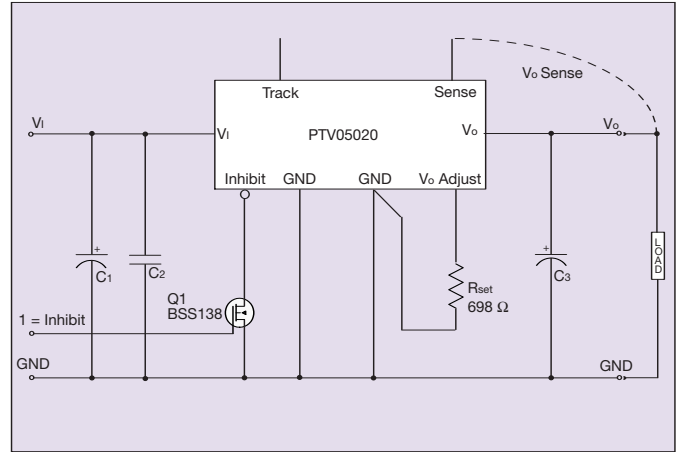 Vo Sense
Track
Sense
VI
VI
PTV05020
Vo
Vo
Inhibit
GND
GND
Vo Adjust
+
C1
C2
Q1
BSS138
Rset
698 Ω
+
C3
LOAD
1 = Inhibit
GND
GND